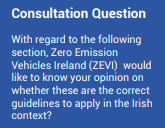 Consultation Question
With regard to the following
section, Zero Emission
Vehicles Ireland (ZEVI) would
like to know your opinion on
whether these are the correct
guidelines to apply in the Irish
context?